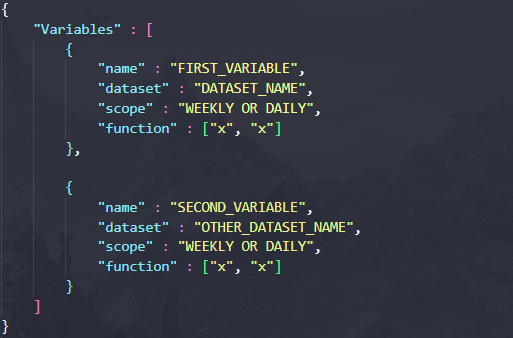 {
    "Variables" : [
        {
            "name" : "FIRST_VARIABLE",
            "dataset" : "DATASET_NAME",
            "scope" : "WEEKLY OR DAILY",
            "function" : ["x", "x"]
        },
        {
            "name" : "SECOND_VARIABLE",
            "dataset" : "OTHER_DATASET_NAME",
            "scope" : "WEEKLY OR DAILY",
            "function" : ["x", "x"]
        }
    ]
}